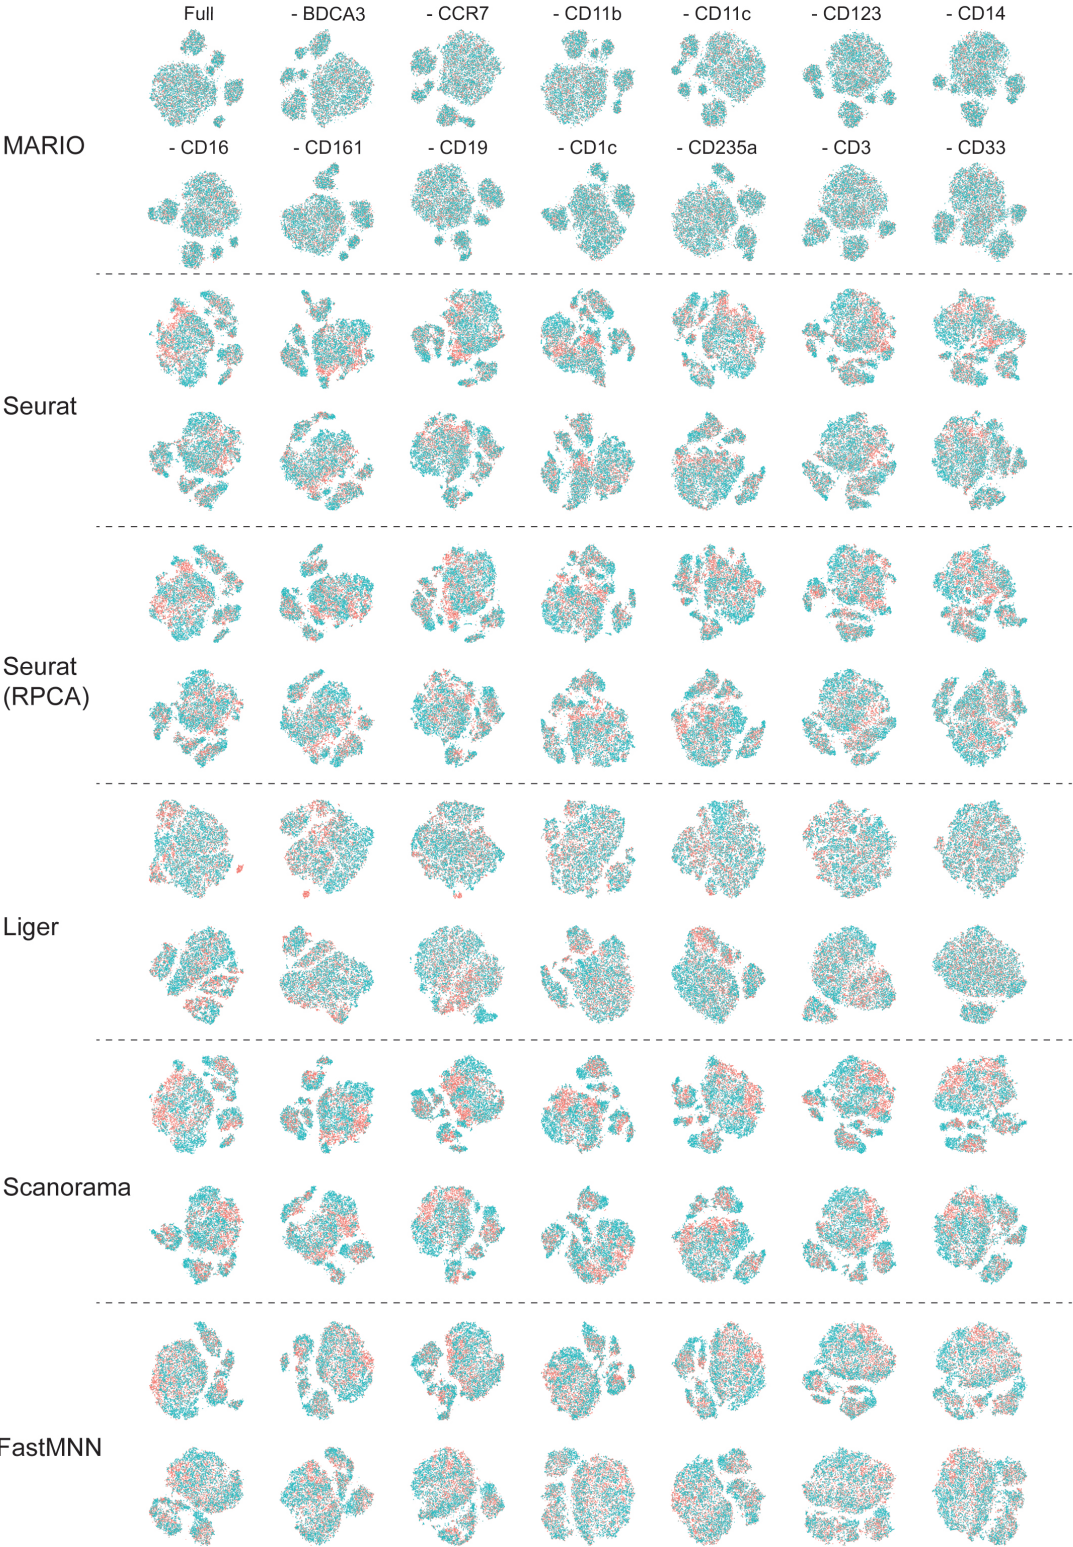 Full - BDCA3 - CCR7 - CD11b - CD11c - CD123 - CD14
MARIO
- CD16 - CD161 - CD19 - CD1c - CD235a - CD3 - CD33
Seurat
Seurat
(RPCA)
Liger
Scanorama
FastMNN